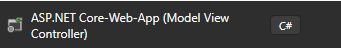 ASP.NET Core-Web-App (Model View
Controller)
C#